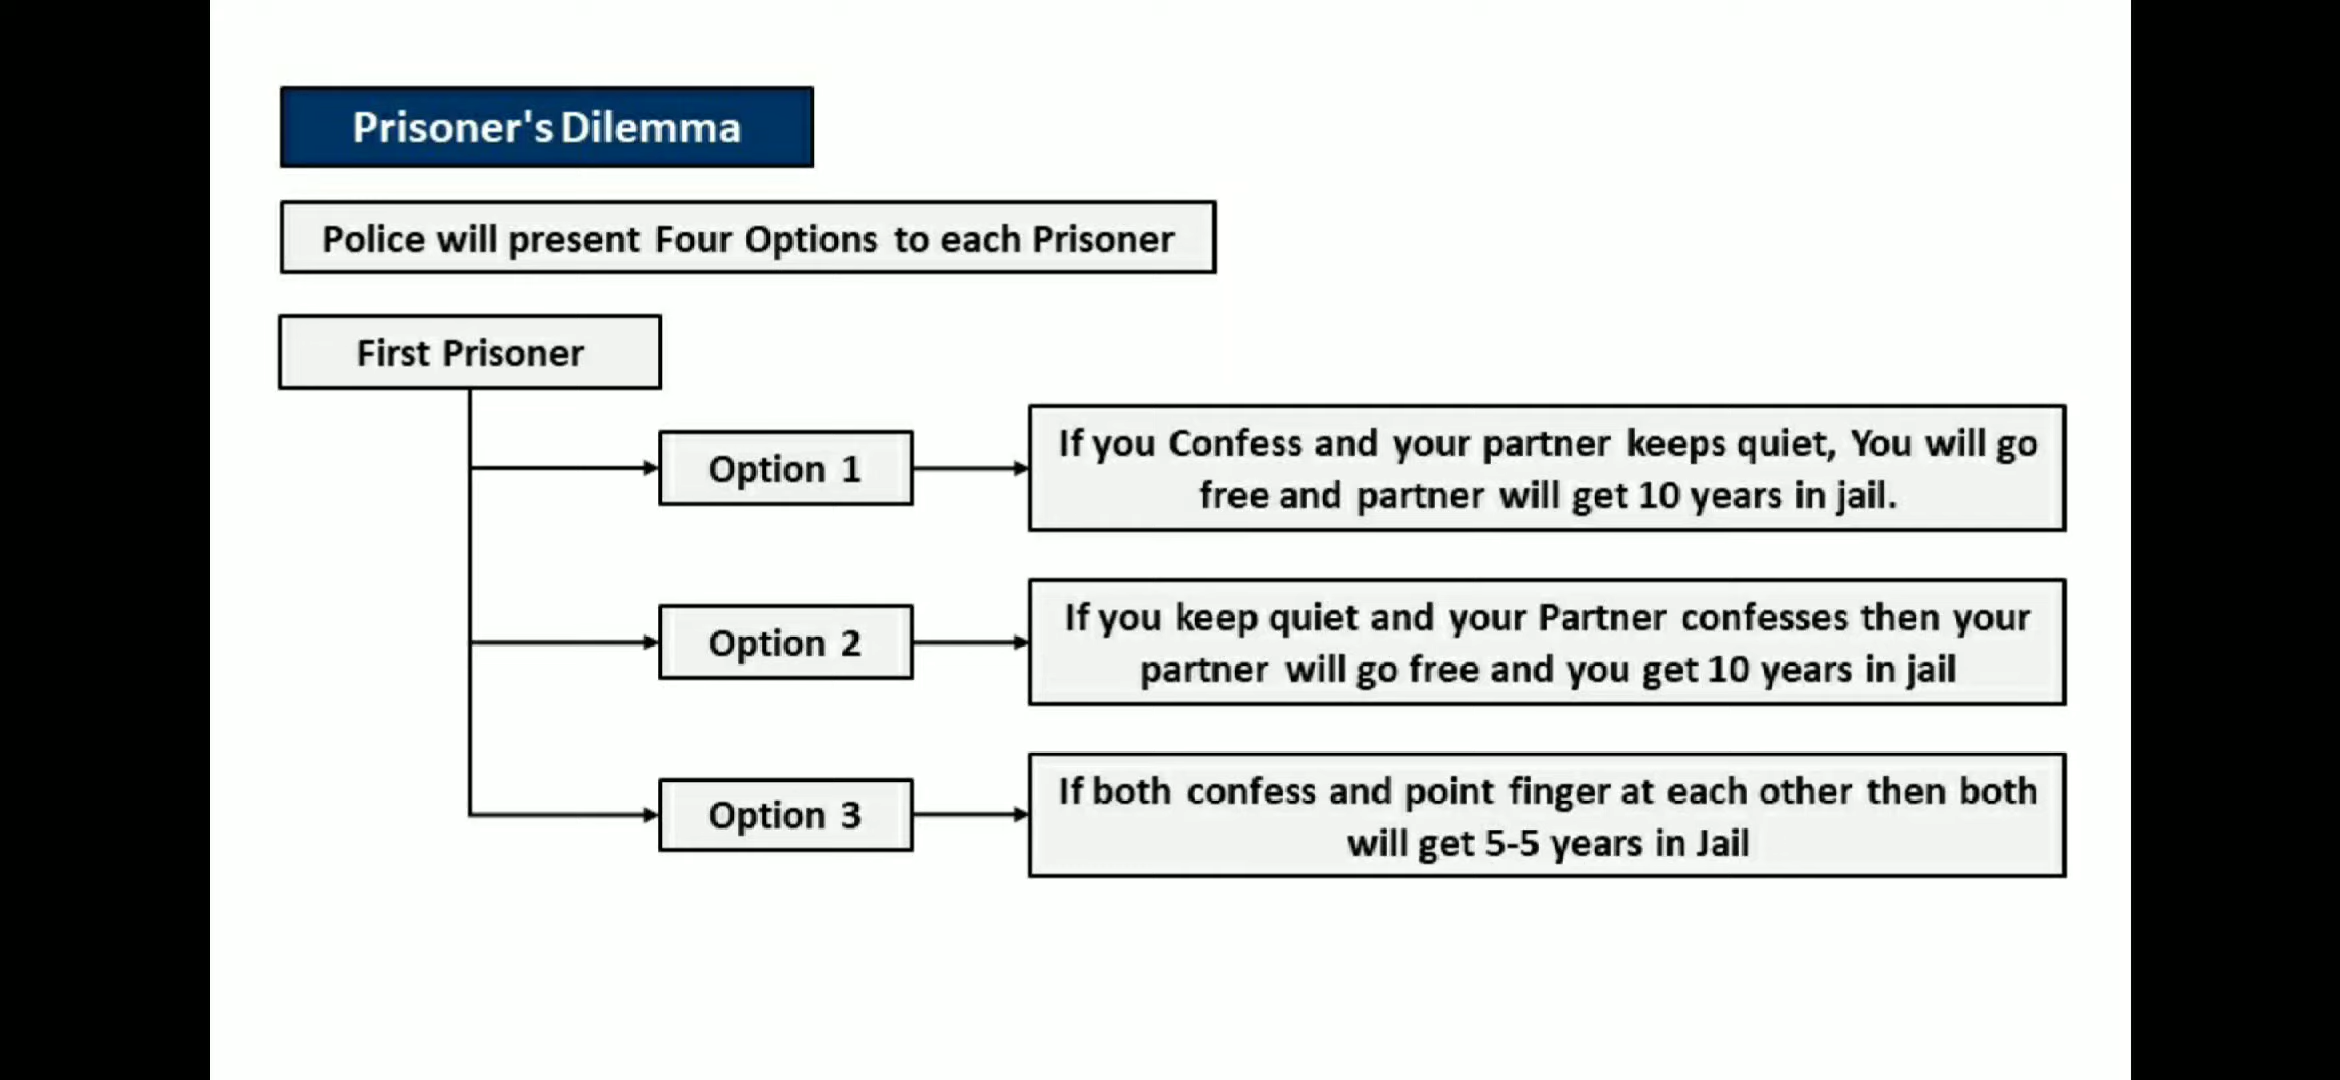 Prisoner's Dilemma
Police will present Four Options to each Prisoner
First Prisoner
Option 1
If you Confess and your partner keeps quiet, You will go
free and partner will get 10 years in jail.
Option 2
If you keep quiet and your Partner confesses then your
partner will go free and you get 10 years in jail
Option 3
If both confess and point finger at each other then both
will get 5-5 years in Jail